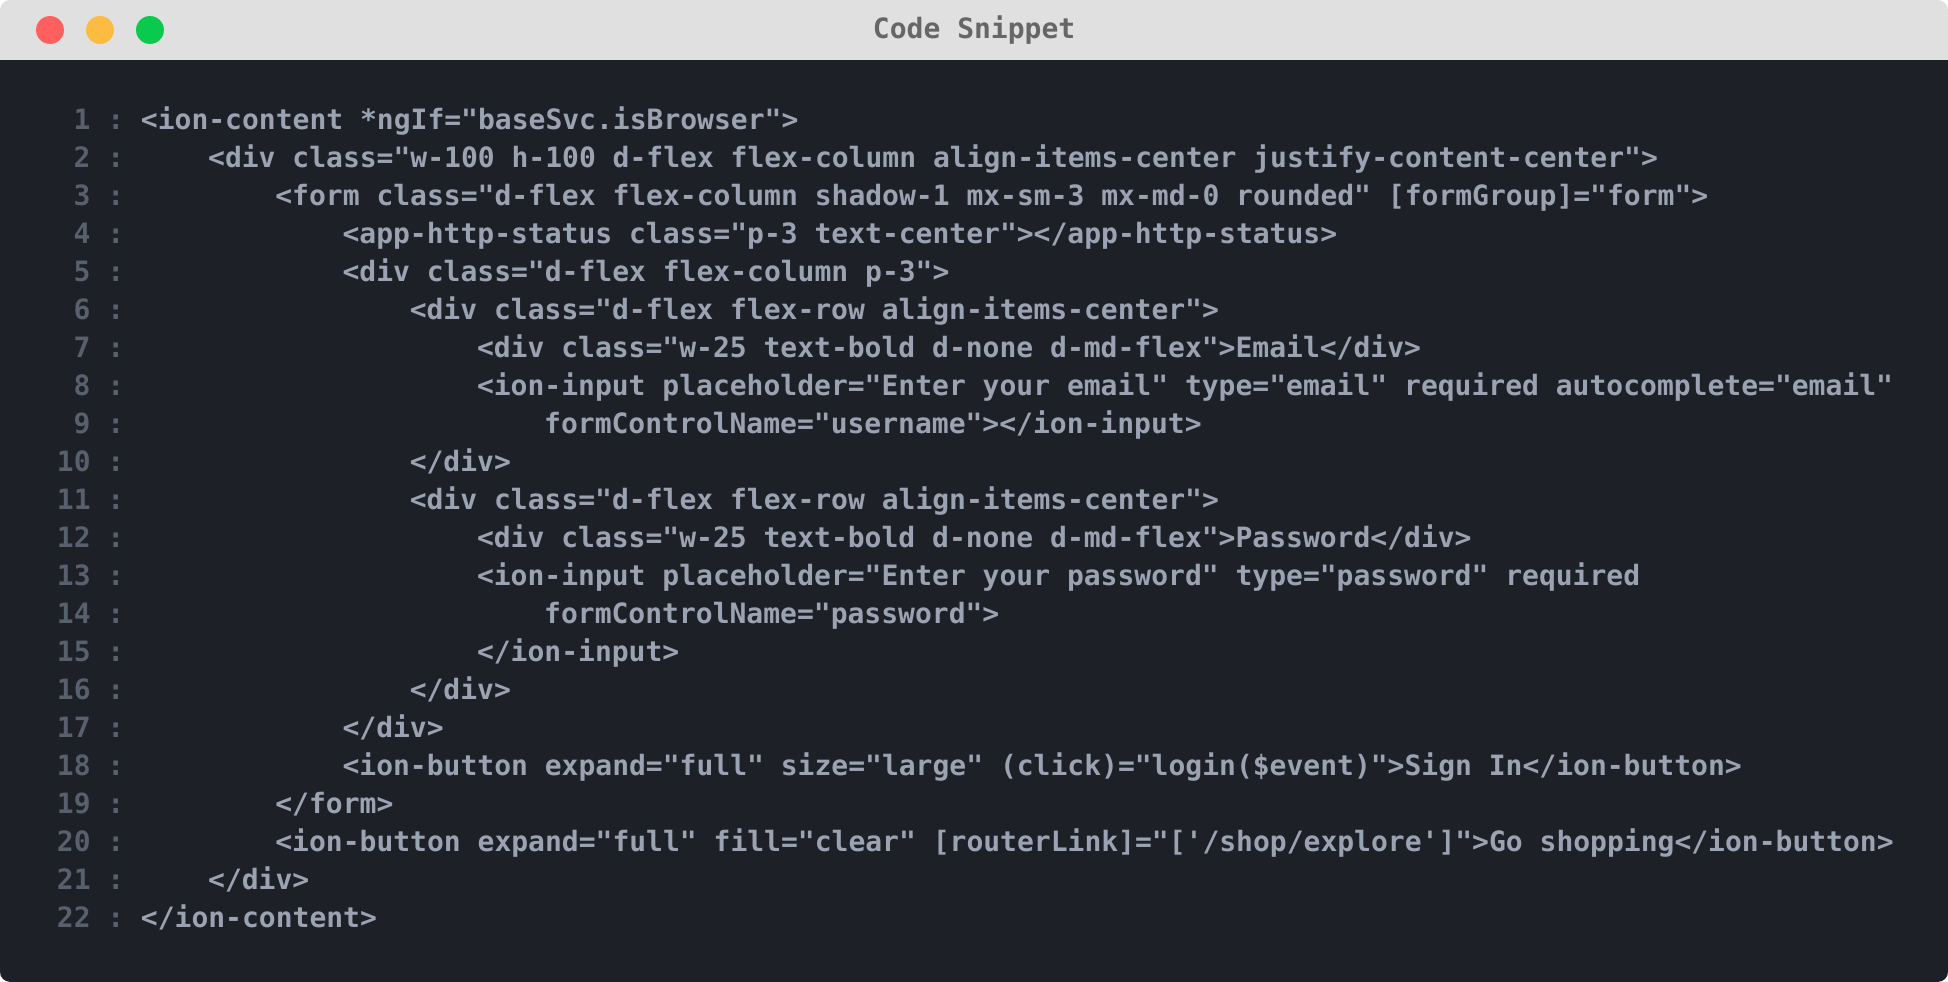 Code Snippet
1 : <ion-content *ngIf="baseSvc.isBrowser">
2 :     <div class="w-100 h-100 d-flex flex-column align-items-center justify-content-center">
3 :         <form class="d-flex flex-column shadow-1 mx-sm-3 mx-md-0 rounded" [formGroup]="form">
4 :             <app-http-status class="p-3 text-center"></app-http-status>
5 :             <div class="d-flex flex-column p-3">
6 :                 <div class="d-flex flex-row align-items-center">
7 :                     <div class="w-25 text-bold d-none d-md-flex">Email</div>
8 :                     <ion-input placeholder="Enter your email" type="email" required autocomplete="email"
9 :                         formControlName="username"></ion-input>
10 :                 </div>
11 :                 <div class="d-flex flex-row align-items-center">
12 :                     <div class="w-25 text-bold d-none d-md-flex">Password</div>
13 :                     <ion-input placeholder="Enter your password" type="password" required
14 :                         formControlName="password">
15 :                     </ion-input>
16 :                 </div>
17 :             </div>
18 :             <ion-button expand="full" size="large" (click)="login($event)">Sign In</ion-button>
19 :         </form>
20 :         <ion-button expand="full" fill="clear" [routerLink]="['/shop/explore']">Go shopping</ion-button>
21 :     </div>
22 : </ion-content>